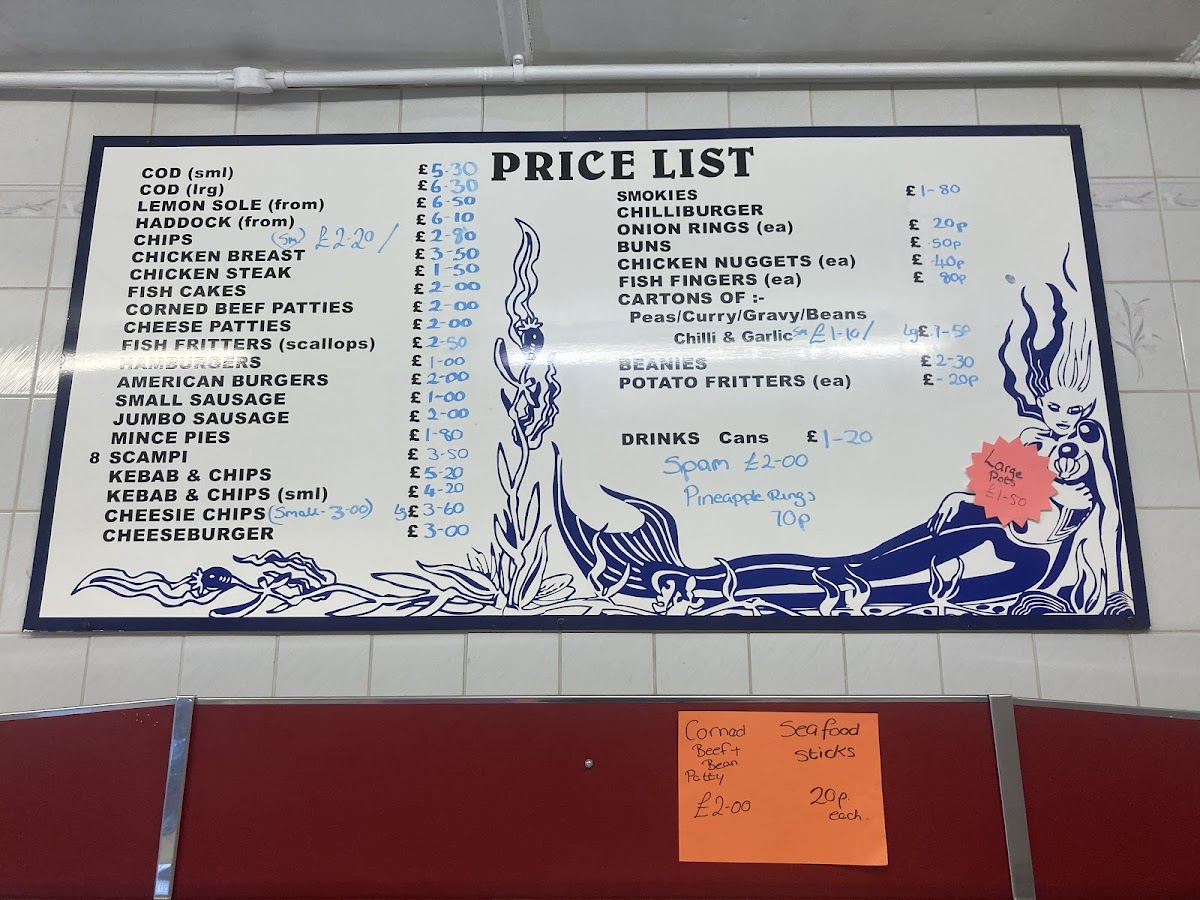 PRICE LIST
COD (sml) £5.30
COD (lrg) £6.30
LEMON SOLE (from) £6-50
HADDOCK (from) £6-10
CHIPS (Sm) £2-20/ £2-80
CHICKEN BREAST £3-50
CHICKEN STEAK £1-50
FISH CAKES £2-00
CORNED BEEF PATTIES £2-00
CHEESE PATTIES £2-00
FISH FRITTERS (scallops) £2-50
HAMBURGERS £1-00
AMERICAN BURGERS £2-00
SMALL SAUSAGE £1-00
JUMBO SAUSAGE £2-00
MINCE PIES £1-80
8 SCAMPI £3-50
KEBAB & CHIPS £5-20
KEBAB & CHIPS (sml) £4-20
CHEESIE CHIPS (Small-3-00) Lg £3-60
CHEESEBURGER £3-00
SMOKIES £1-80
CHILLIBURGER
ONION RINGS (ea) £ 20p
BUNS £ .50p
CHICKEN NUGGETS (ea) £ .40p
FISH FINGERS (ea) £ 80p
CARTONS OF :-
Peas/Curry/Gravy/Beans
Chilli & Garlic Sm £1-10/ Lg £1-50
BEANIES £2-30
POTATO FRITTERS (ea) £-20p
DRINKS Cans £1-20
Spam £2-00
Pineapple Rings
70p
Large
Pots
£1-50
Corned
Beef +
Bean
Patty
£2-00
Seafood
Sticks
20p.
each.